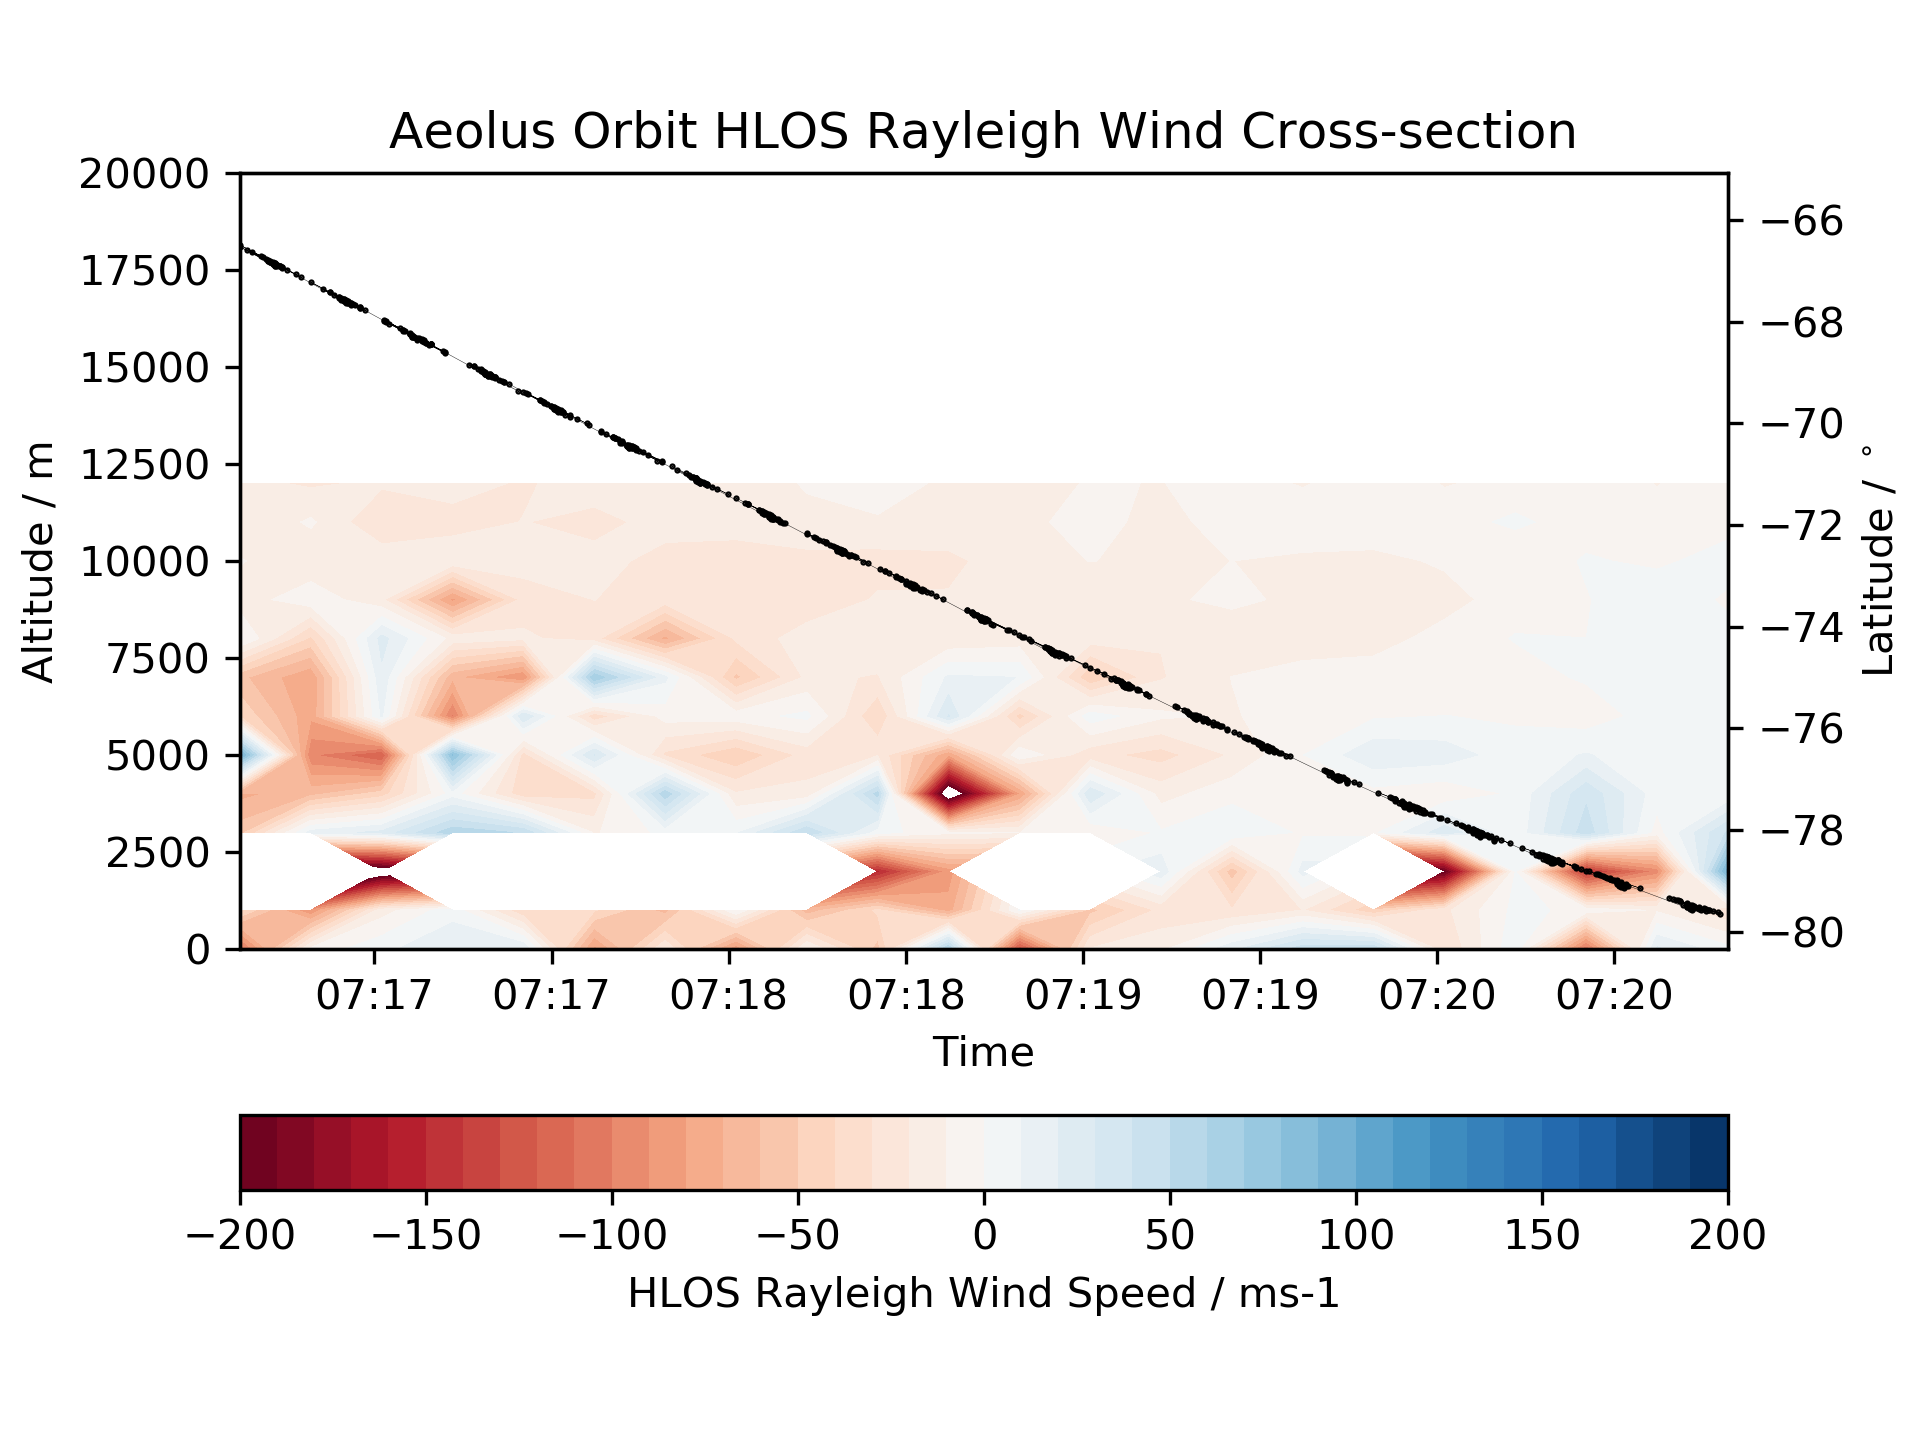 Aeolus Orbit HLOS Rayleigh Wind Cross-section
20000
17500
15000
12500
10000
7500
5000
2500
0
Altitude / m
−66
−68
−70
−72
−74
−76
−78
−80
Latitude / °
07:17 07:17 07:18 07:18 07:19 07:19 07:20 07:20
Time
−200 −150 −100 −50 0 50 100 150 200
HLOS Rayleigh Wind Speed / ms-1